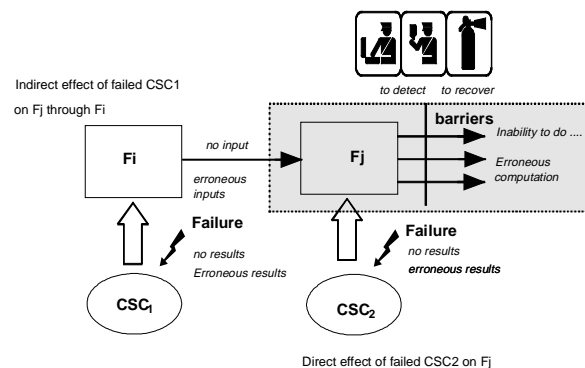 to detect
to recover
Indirect effect of failed CSC1
on Fj through Fi
barriers
Inability to do ....
no input
Fi
Fj
Erroneous
computation
erroneous
inputs
Failure
no results
Erroneous results
Failure
no results
erroneous results
CSC1
CSC2
Direct effect of failed CSC2 on Fj